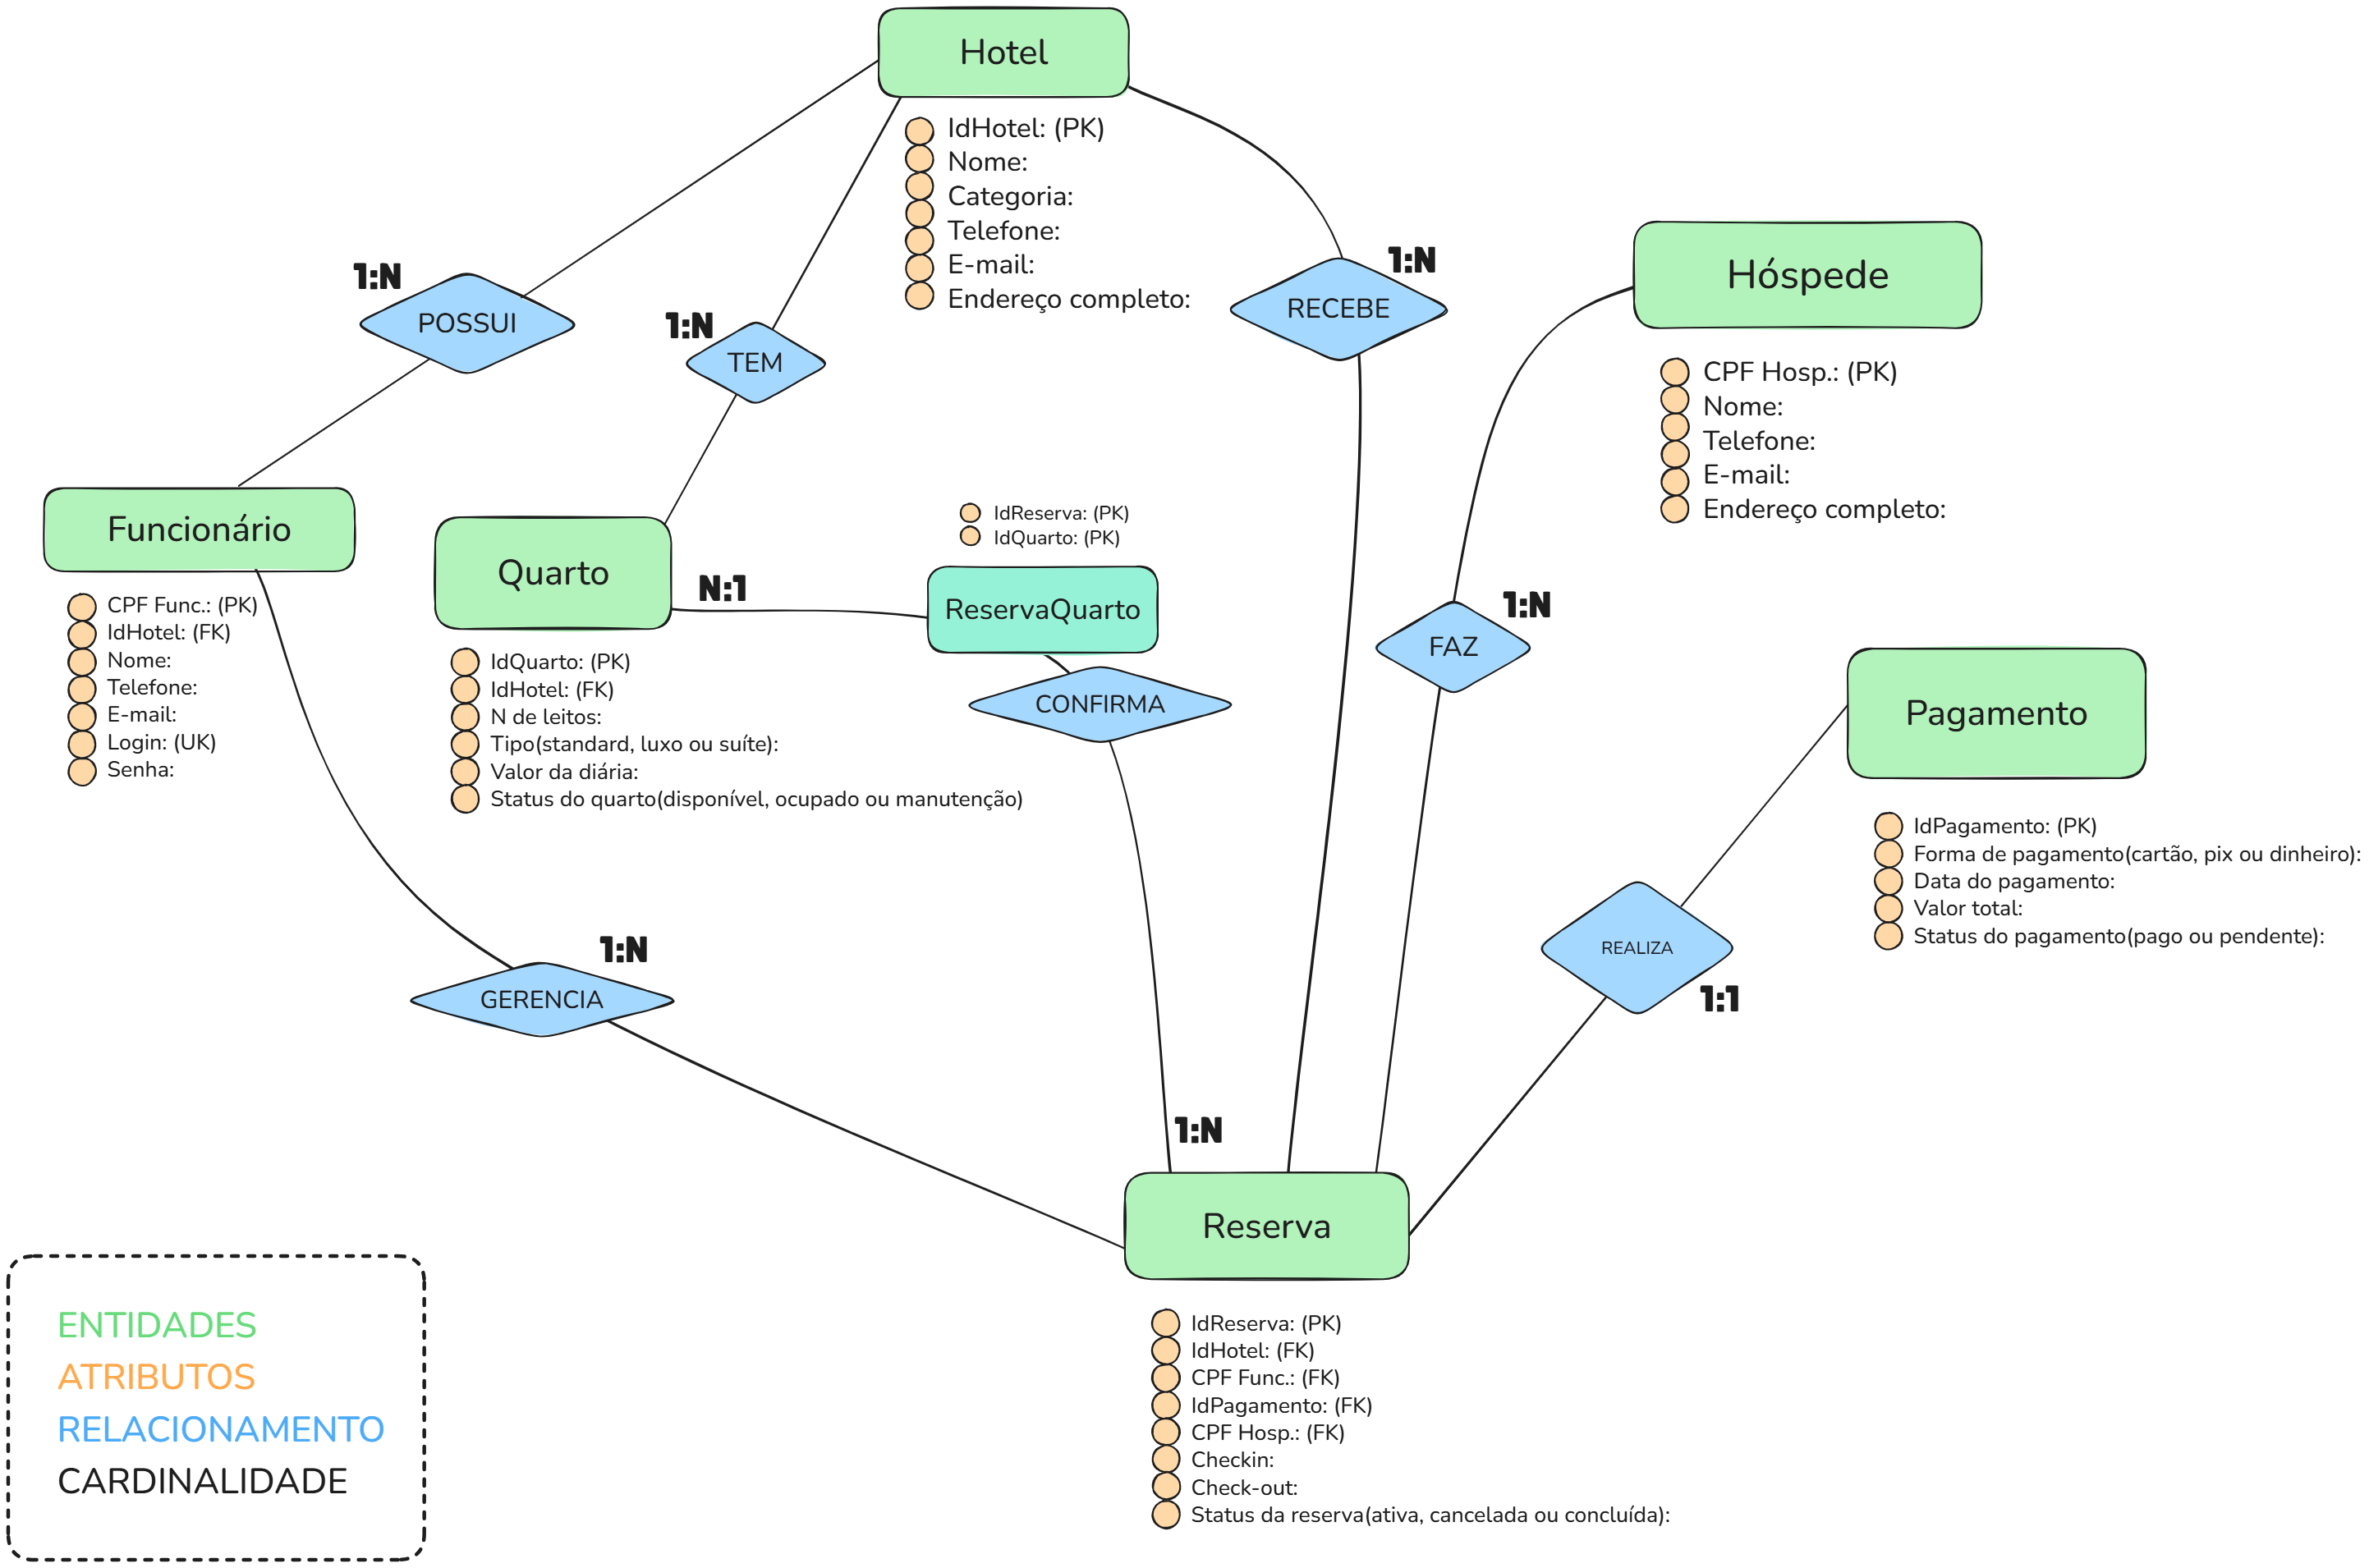 Hotel
IdHotel: (PK)
Nome:
Categoria:
Telefone:
E-mail:
Endereço completo:
1:N
POSSUI
1:N
TEM
1:N
RECEBE
Hóspede
CPF Hosp.: (PK)
Nome:
Telefone:
E-mail:
Endereço completo:
Funcionário
CPF Func.: (PK)
IdHotel: (FK)
Nome:
Telefone:
E-mail:
Login: (UK)
Senha:
Quarto
IdQuarto: (PK)
IdHotel: (FK)
N de leitos:
Tipo(standard, luxo ou suíte):
Valor da diária:
Status do quarto(disponível, ocupado ou manutenção)
N:1
IdReserva: (PK)
IdQuarto: (PK)
ReservaQuarto
CONFIRMA
1:N
FAZ
Pagamento
IdPagamento: (PK)
Forma de pagamento(cartão, pix ou dinheiro):
Data do pagamento:
Valor total:
Status do pagamento(pago ou pendente):
REALIZA
1:1
1:N
GERENCIA
1:N
Reserva
IdReserva: (PK)
IdHotel: (FK)
CPF Func.: (FK)
IdPagamento: (FK)
CPF Hosp.: (FK)
Checkin:
Check-out:
Status da reserva(ativa, cancelada ou concluída):
ENTIDADES
ATRIBUTOS
RELACIONAMENTO
CARDINALIDADE